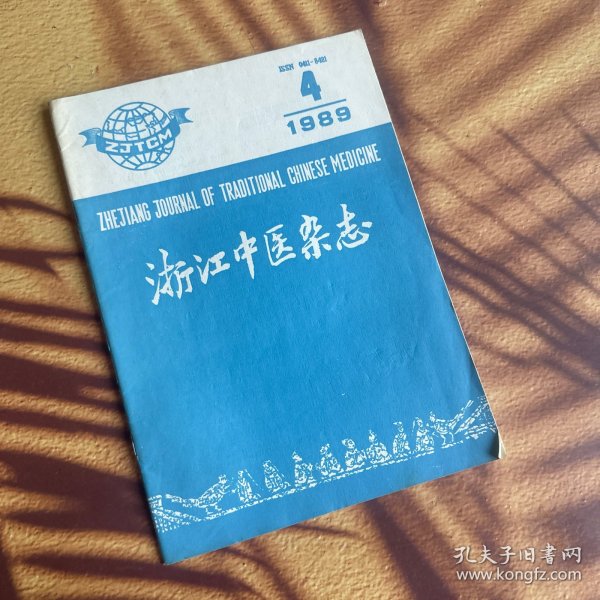 ISSN 0411-8421
4
1989
ZJTCM
ZHEJIANG JOURNAL OF TRADITIONAL CHINESE MEDICINE
浙江中医杂志
孔夫子旧书网
www.kongfz.com